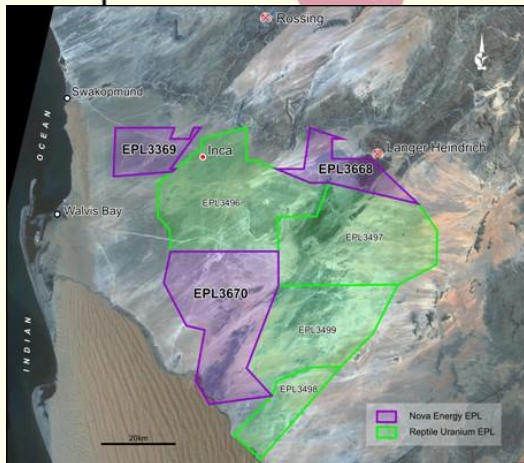 Rossing
Swakopmund
OCEAN
EPL3369
Inca
Langer Heindrich
EPL3668
EPL3496
Walvis Bay
EPL3497
EPL3670
EPL3499
INDIAN
EPL3498
Nova Energy EPL
Reptile Uranium EPL
20km